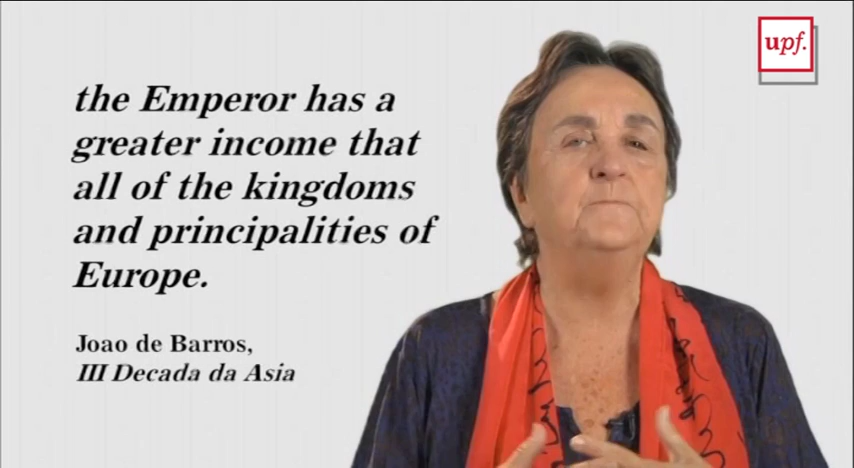 the Emperor has a
greater income that
all of the kingdoms
and principalities of
Europe.
Joao de Barros,
III Decada da Asia
upf.